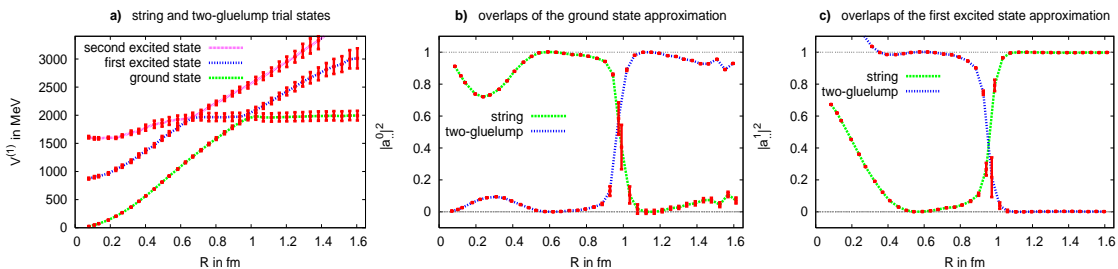 a) string and two-gluelump trial states
V(1) in MeV
3000
2500
2000
1500
1000
500
0
second excited state
first excited state
ground state
0 0.2 0.4 0.6 0.8 1 1.2 1.4 1.6
R in fm
b) overlaps of the ground state approximation
|a0..|2
1
0.8
0.6
0.4
0.2
0
string
two-gluelump
0 0.2 0.4 0.6 0.8 1 1.2 1.4 1.6
R in fm
c) overlaps of the first excited state approximation
|a1..|2
1
0.8
0.6
0.4
0.2
0
string
two-gluelump
0 0.2 0.4 0.6 0.8 1 1.2 1.4 1.6
R in fm